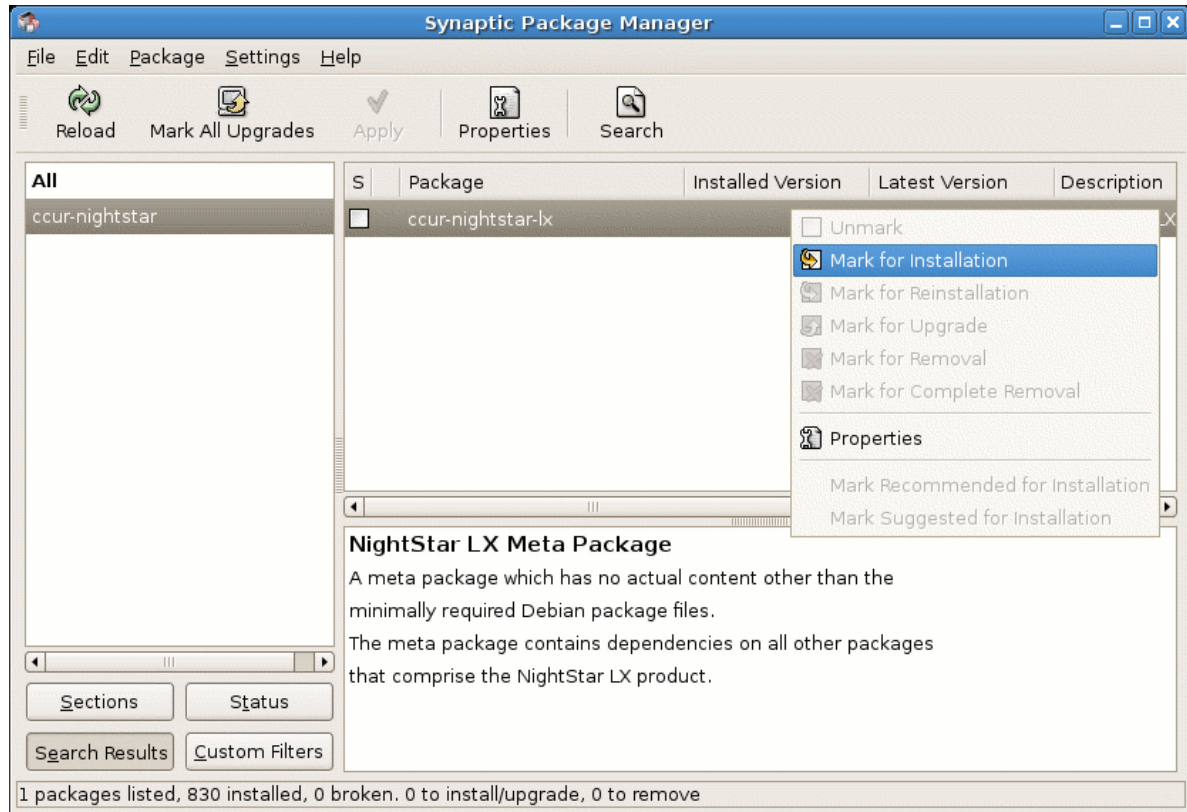 Synaptic Package Manager
File Edit Package Settings Help
Reload Mark All Upgrades Apply Properties Search
All
ccur-nightstar
S Package Installed Version Latest Version Description
ccur-nightstar-lx X
Unmark
Mark for Installation
Mark for Reinstallation
Mark for Upgrade
Mark for Removal
Mark for Complete Removal
Properties
Mark Recommended for Installation
Mark Suggested for Installation
NightStar LX Meta Package
A meta package which has no actual content other than the
minimally required Debian package files.
The meta package contains dependencies on all other packages
that comprise the NightStar LX product.
Sections Status
Search Results Custom Filters
1 packages listed, 830 installed, 0 broken. 0 to install/upgrade, 0 to remove